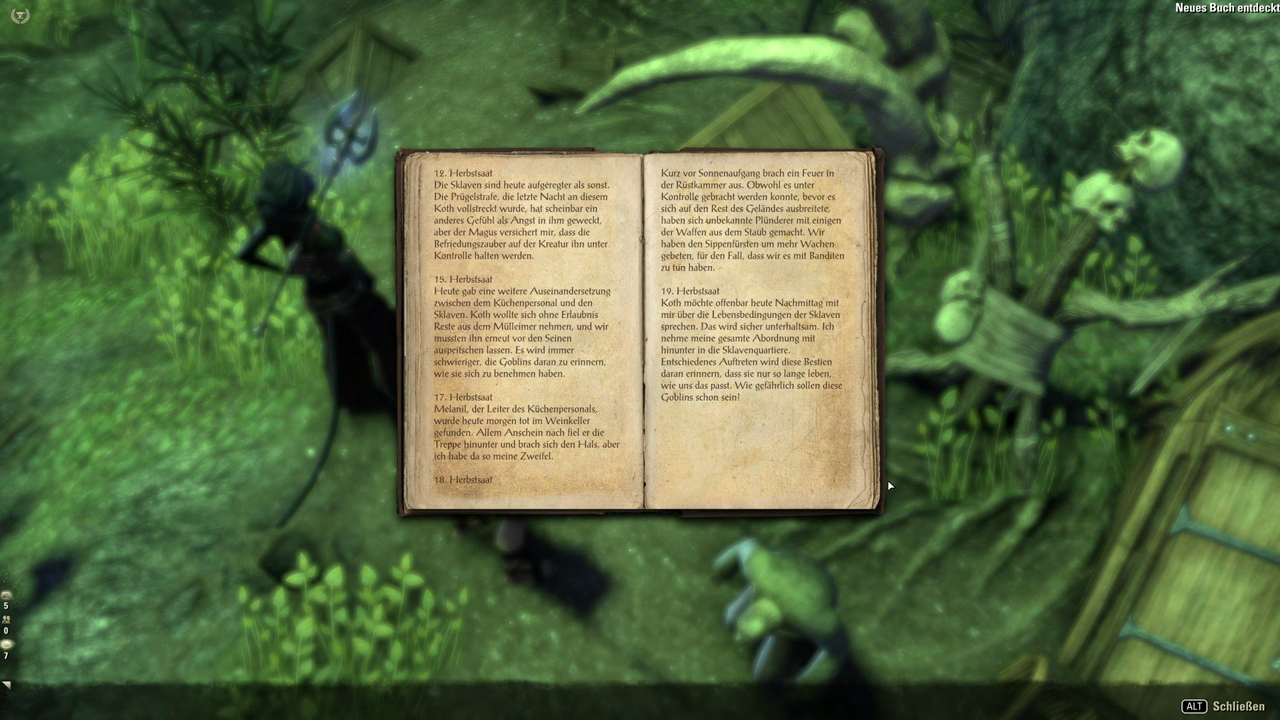 Neues Buch entdeckt
12. Herbstsaat
Die Sklaven sind heute aufgeregter als sonst.
Die Prügelstrafe, die letzte Nacht an diesem
Koth vollstreckt wurde, hat scheinbar ein
anderes Gefühl als Angst in ihm geweckt,
aber der Magus versichert mir, dass die
Befriedungszauber auf der Kreatur ihn unter
Kontrolle halten werden.
15. Herbstsaat
Heute gab eine weitere Auseinandersetzung
zwischen dem Küchenpersonal und den
Sklaven. Koth wollte sich ohne Erlaubnis
Reste aus dem Mülleimer nehmen, und wir
mussten ihn erneut vor den Seinen
auspeitschen lassen. Es wird immer
schwieriger, die Goblins daran zu erinnern,
wie sie sich zu benehmen haben.
17. Herbstsaat
Melanil, der Leiter des Küchenpersonals,
wurde heute morgen tot im Weinkeller
gefunden. Allem Anschein nach fiel er die
Treppe hinunter und brach sich den Hals, aber
ich habe da so meine Zweifel.
18. Herbstsaat
Kurz vor Sonnenaufgang brach ein Feuer in
der Rüstkammer aus. Obwohl es unter
Kontrolle gebracht werden konnte, bevor es
sich auf den Rest des Geländes ausbreitete,
haben sich unbekannte Plünderer mit einigen
der Waffen aus dem Staub gemacht. Wir
haben den Sippenfürsten um mehr Wachen
gebeten, für den Fall, dass wir es mit Banditen
zu tun haben.
19. Herbstsaat
Koth möchte offenbar heute Nachmittag mit
mir über die Lebensbedingungen der Sklaven
sprechen. Das wird sicher unterhaltsam. Ich
nehme meine gesamte Abordnung mit
hinunter in die Sklavenquartiere.
Entschiedenes Auftreten wird diese Bestien
daran erinnern, dass sie nur so lange leben,
wie uns das passt. Wie gefährlich sollen diese
Goblins schon sein!
5
0
7
ALT Schließen